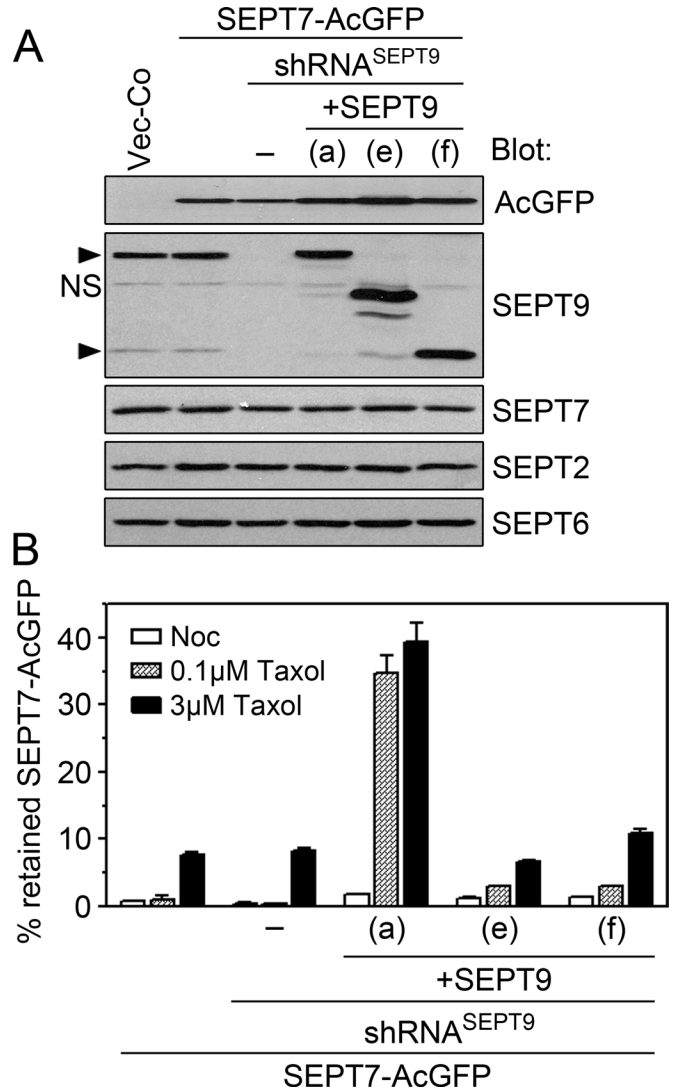 A
SEPT7-AcGFP
shRNA^SEPT9
+SEPT9
Vec-Co
– (a) (e) (f) Blot:
AcGFP
NS
SEPT9
SEPT7
SEPT2
SEPT6
B
% retained SEPT7-AcGFP
40
30
20
10
0
Noc
0.1µM Taxol
3µM Taxol
– (a) (e) (f)
+SEPT9
shRNA^SEPT9
SEPT7-AcGFP